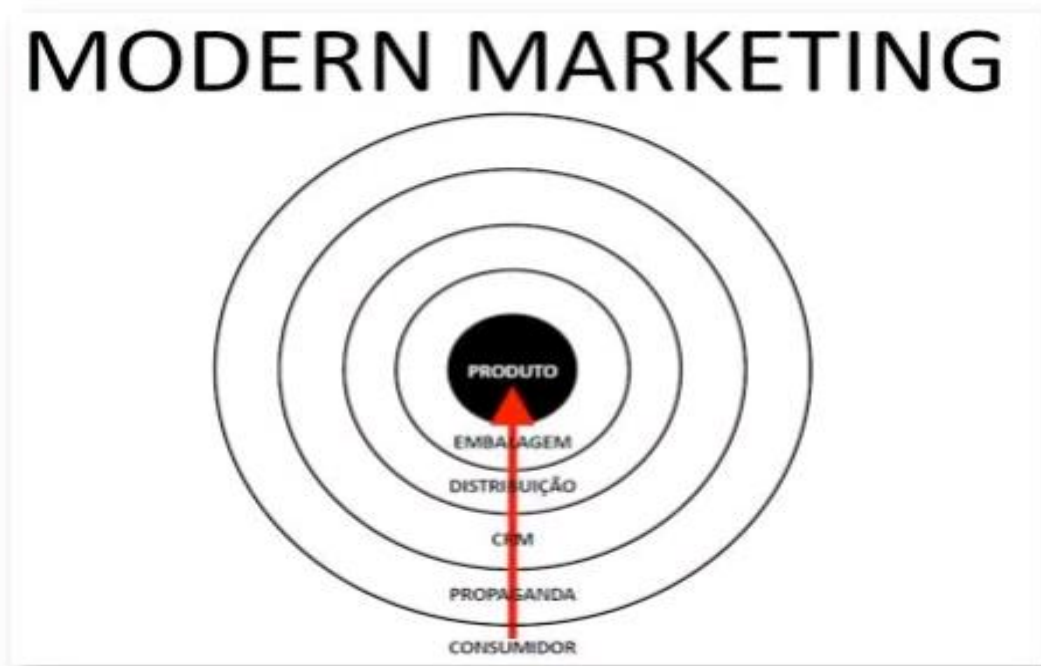 MODERN MARKETING
PRODUTO
EMBALAGEM
DISTRIBUIÇÃO
CRM
PROPAGANDA
CONSUMIDOR